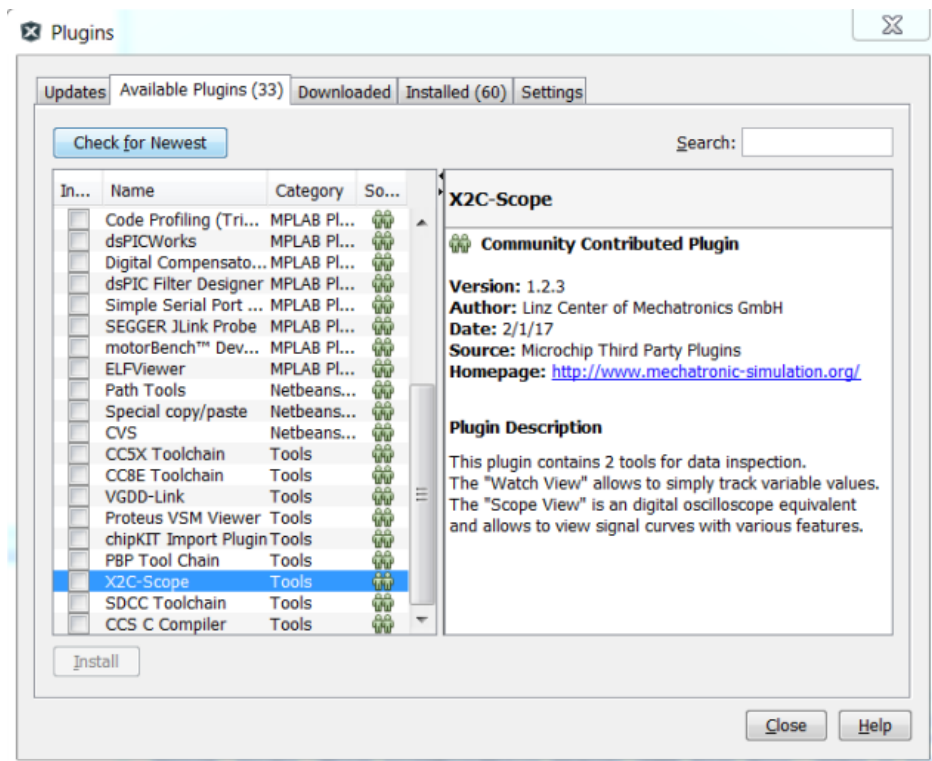 Plugins
Updates Available Plugins (33) Downloaded Installed (60) Settings
Check for Newest Search:
In... Name Category So...
Code Profiling (Tri... MPLAB Pl...
dsPICWorks MPLAB Pl...
Digital Compensato... MPLAB Pl...
dsPIC Filter Designer MPLAB Pl...
Simple Serial Port ... MPLAB Pl...
SEGGER JLink Probe MPLAB Pl...
motorBench™ Dev... MPLAB Pl...
ELFViewer MPLAB Pl...
Path Tools Netbeans...
Special copy/paste Netbeans...
CVS Netbeans...
CC5X Toolchain Tools
CC8E Toolchain Tools
VGDD-Link Tools
Proteus VSM Viewer Tools
chipKIT Import Plugin Tools
PBP Tool Chain Tools
X2C-Scope Tools
SDCC Toolchain Tools
CCS C Compiler Tools
X2C-Scope
Community Contributed Plugin
Version: 1.2.3
Author: Linz Center of Mechatronics GmbH
Date: 2/1/17
Source: Microchip Third Party Plugins
Homepage: http://www.mechatronic-simulation.org/
Plugin Description
This plugin contains 2 tools for data inspection.
The "Watch View" allows to simply track variable values.
The "Scope View" is an digital oscilloscope equivalent
and allows to view signal curves with various features.
Install
Close Help